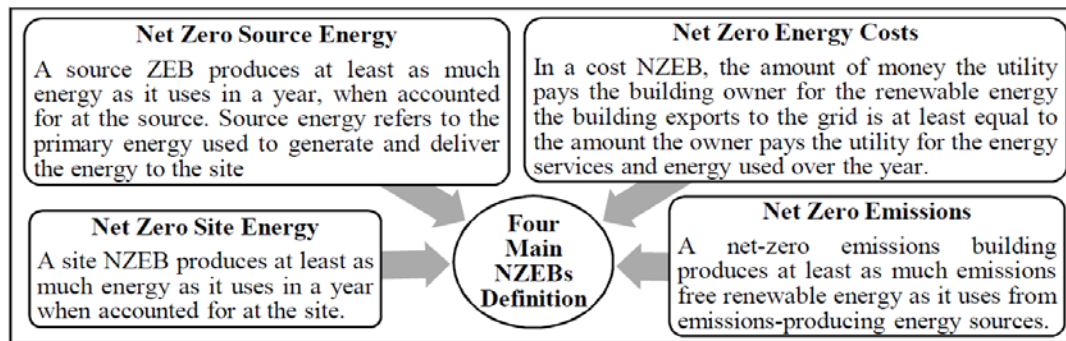 Net Zero Source Energy
A source ZEB produces at least as much
energy as it uses in a year, when accounted
for at the source. Source energy refers to the
primary energy used to generate and deliver
the energy to the site
Net Zero Energy Costs
In a cost NZEB, the amount of money the utility
pays the building owner for the renewable energy
the building exports to the grid is at least equal to
the amount the owner pays the utility for the energy
services and energy used over the year.
Net Zero Site Energy
A site NZEB produces at least as
much energy as it uses in a year
when accounted for at the site.
Four
Main
NZEBs
Definition
Net Zero Emissions
A net-zero emissions building
produces at least as much emissions
free renewable energy as it uses from
emissions-producing energy sources.